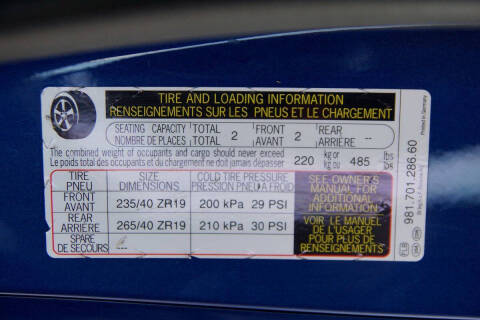 TIRE AND LOADING INFORMATION
RENSEIGNEMENTS SUR LES PNEUS ET LE CHARGEMENT
SEATING CAPACITY TOTAL 2 FRONT 2 REAR --
NOMBRE DE PLACES TOTAL AVANT ARRIÈRE
The combined weight of occupants and cargo should never exceed 220 kg or 485 lbs
Le poids total des occupants et du chargement ne doit jamais dépasser kg ou lb
TIRE SIZE COLD TIRE PRESSURE
PNEU DIMENSIONS PRESSION PNEU A FROID
FRONT 235/40 ZR19 200 kPa 29 PSI
AVANT
REAR 265/40 ZR19 210 kPa 30 PSI
ARRIÈRE
SPARE ---
DE SECOURS
SEE OWNER'S
MANUAL FOR
ADDITIONAL
INFORMATION
VOIR LE MANUEL
DE L'USAGER
POUR PLUS DE
RENSEIGNEMENTS
981.701.286.60
Printed in Germany